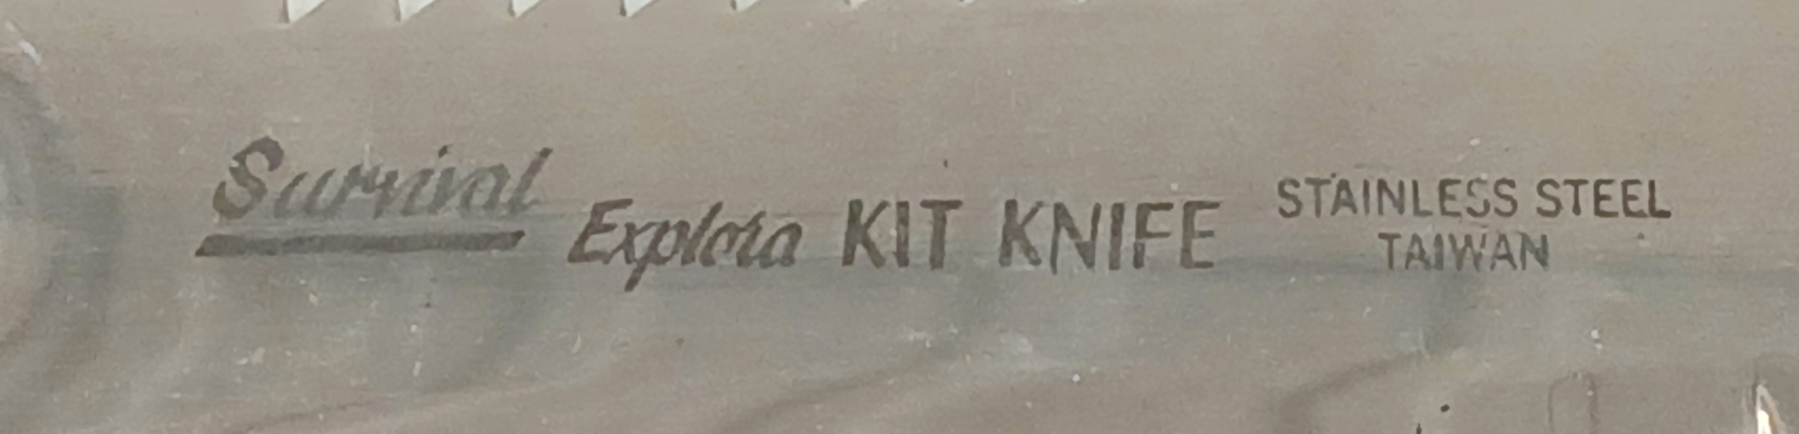 Survival Explora KIT KNIFE STAINLESS STEEL
TAIWAN